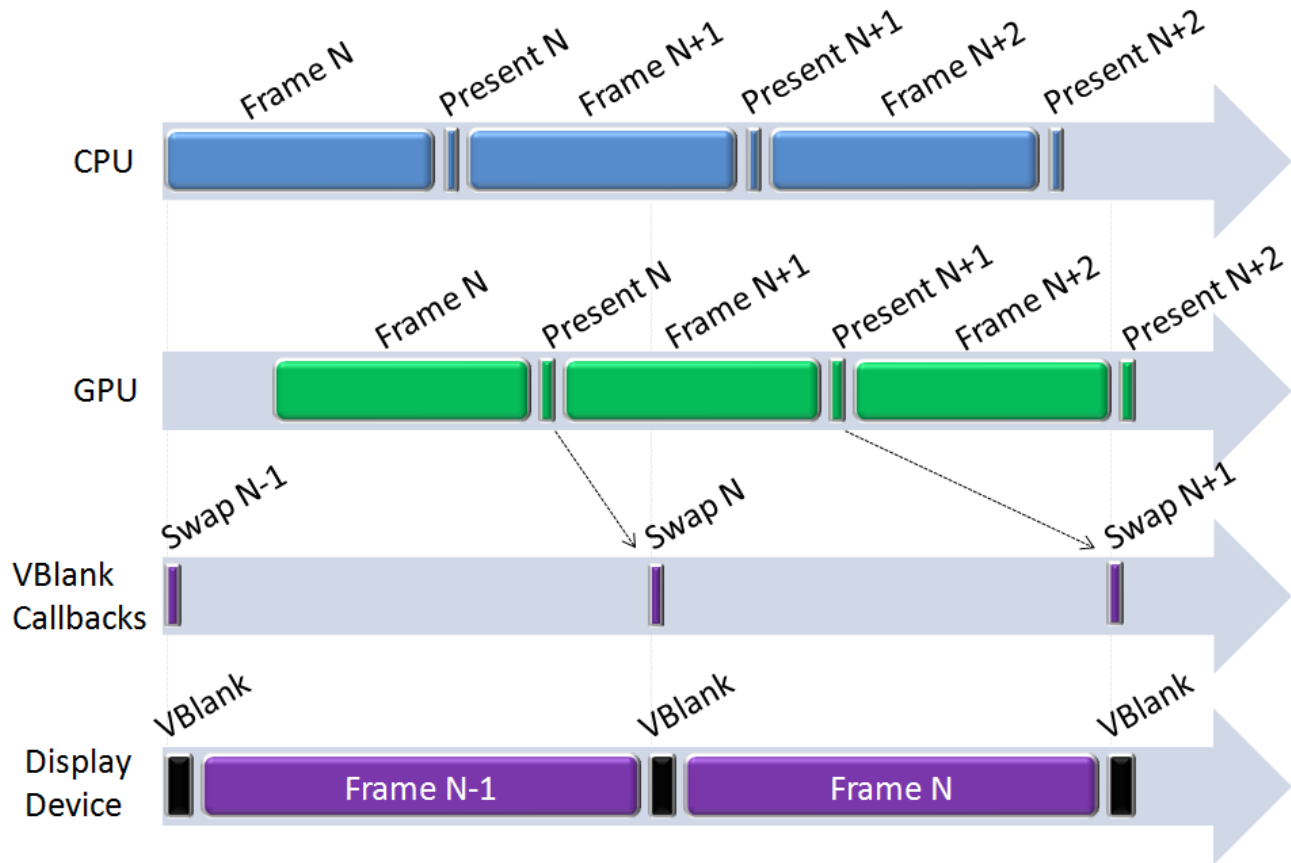 Frame N
Present N
Frame N+1
Present N+1
Frame N+2
Present N+2
CPU
Frame N
Present N
Frame N+1
Present N+1
Frame N+2
Present N+2
GPU
Swap N-1
Swap N
Swap N+1
VBlank
Callbacks
VBlank
VBlank
VBlank
Display
Device
Frame N-1
Frame N